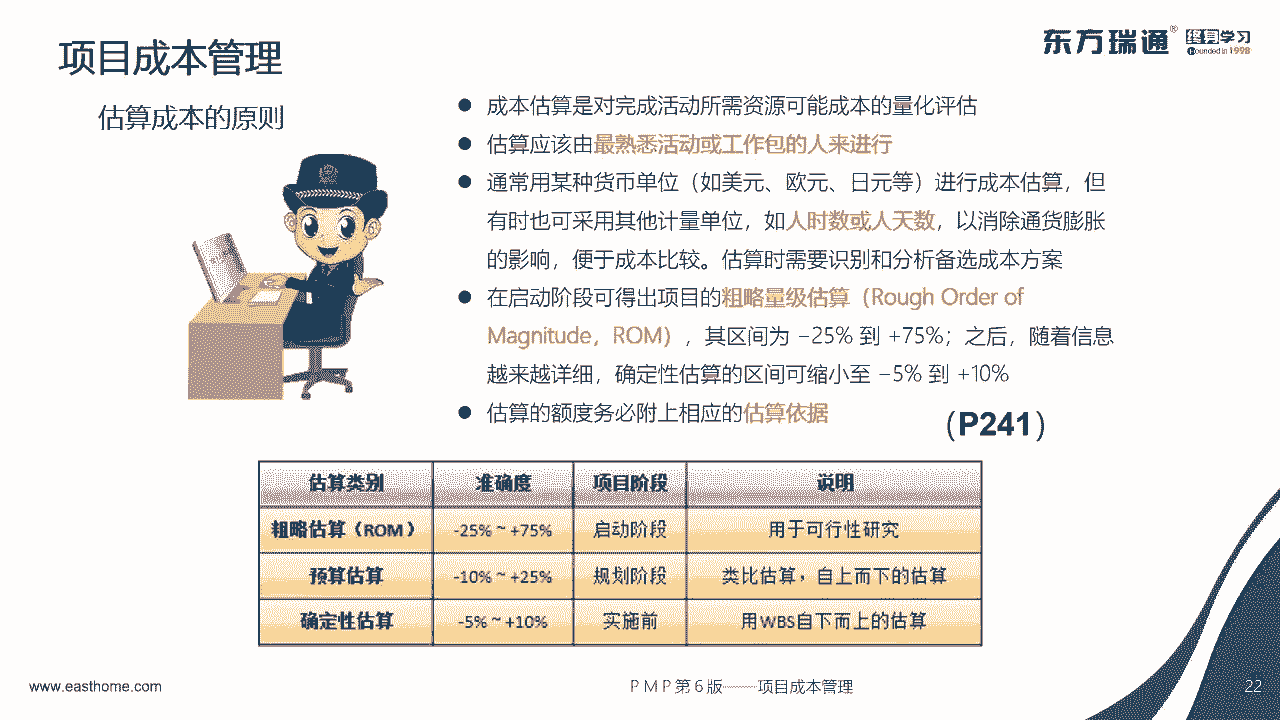 项目成本管理
东方瑞通® 终身学习
Founded in 1998
估算成本的原则
● 成本估算是对完成活动所需资源可能成本的量化评估
● 估算应该由最熟悉活动或工作包的人来进行
● 通常用某种货币单位（如美元、欧元、日元等）进行成本估算，但
有时也可采用其他计量单位，如人时数或人天数，以消除通货膨胀
的影响，便于成本比较。估算时需要识别和分析备选成本方案
● 在启动阶段可得出项目的粗略量级估算（Rough Order of
Magnitude，ROM），其区间为 −25% 到 +75%；之后，随着信息
越来越详细，确定性估算的区间可缩小至 −5% 到 +10%
● 估算的额度务必附上相应的估算依据
（P241）
估算类别 准确度 项目阶段 说明
粗略估算（ROM） -25% ~ +75% 启动阶段 用于可行性研究
预算估算 -10% ~ +25% 规划阶段 类比估算，自上而下的估算
确定性估算 -5% ~ +10% 实施前 用WBS自下而上的估算
www.easthome.com
PMP第6版——项目成本管理
22